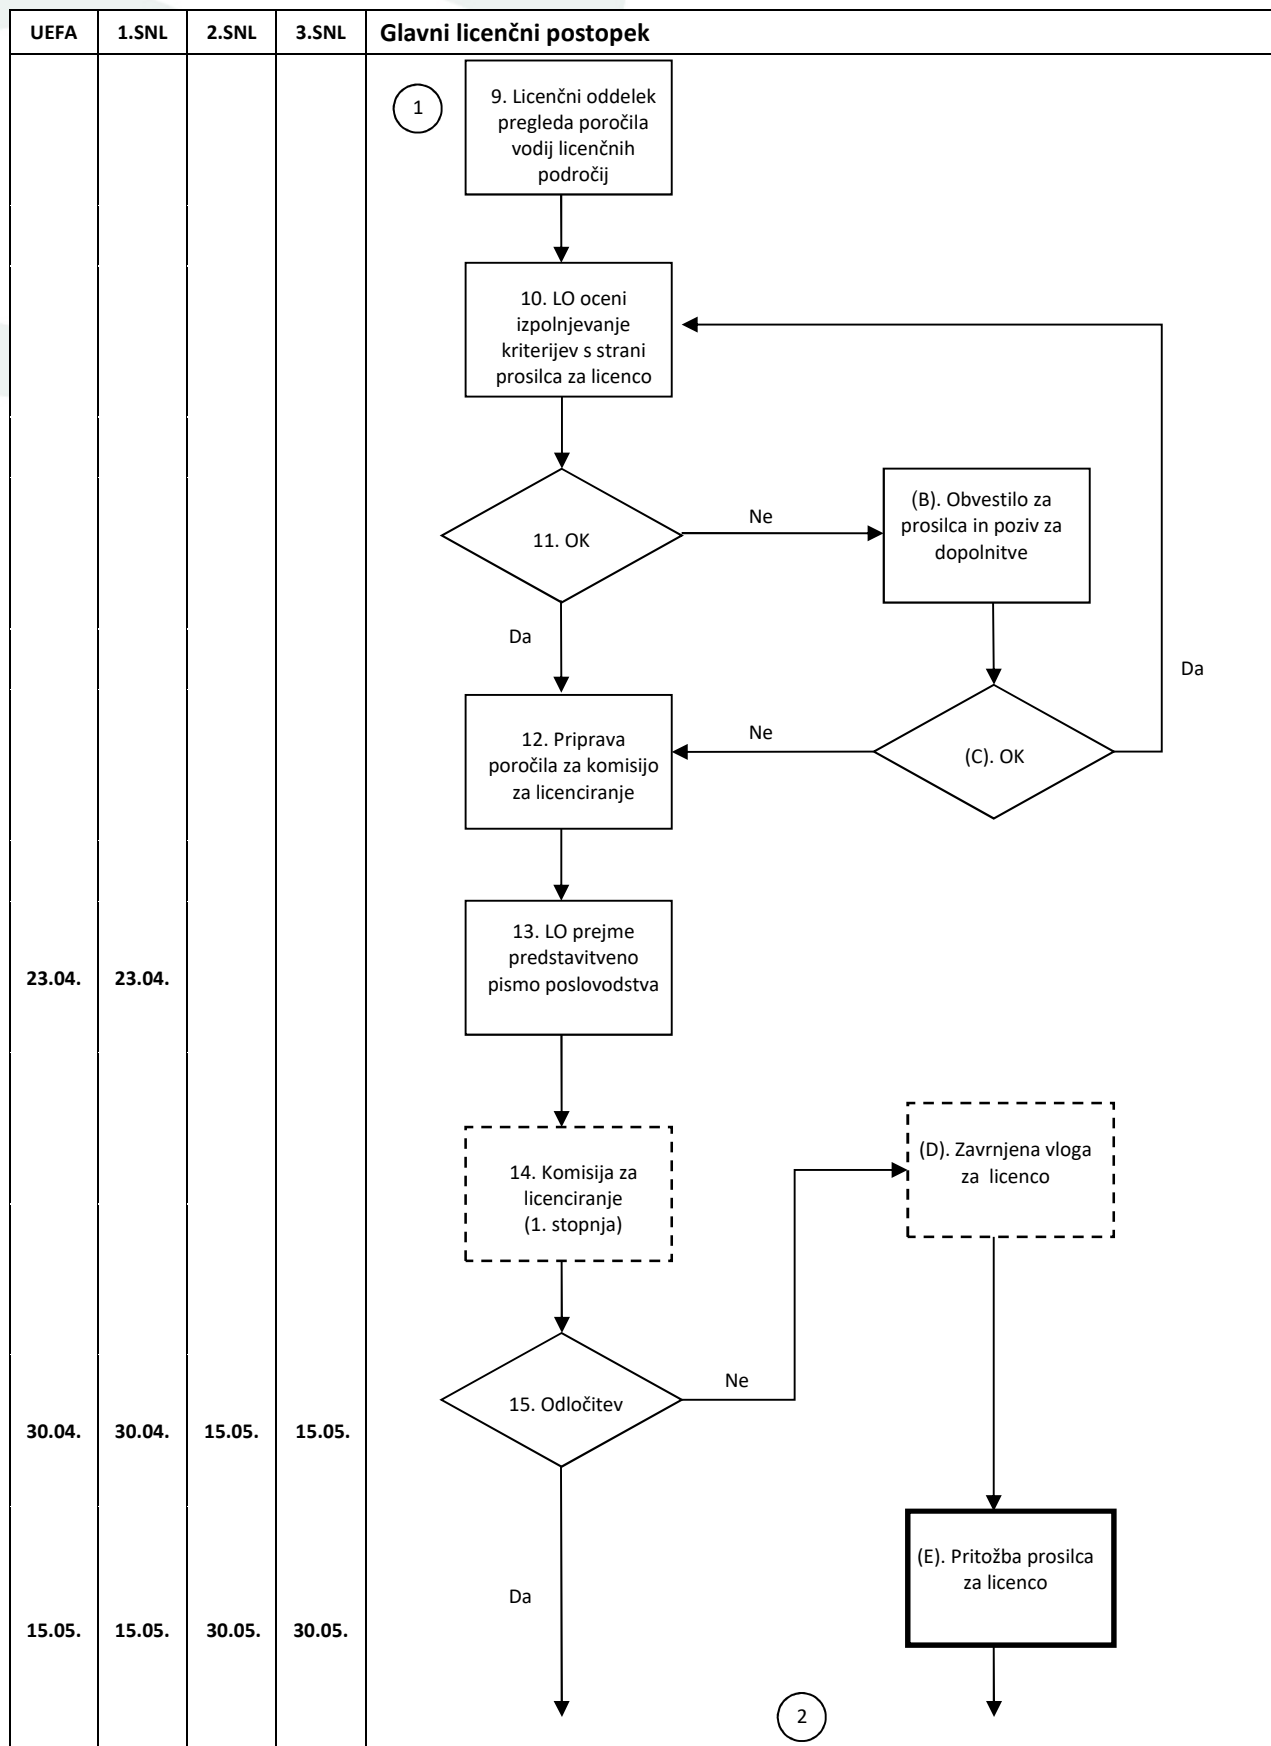 UEFA 1.SNL 2.SNL 3.SNL Glavni licenčni postopek
1
9. Licenčni oddelek
pregleda poročila
vodij licenčnih
področij
10. LO oceni
izpolnjevanje
kriterijev s strani
prosilca za licenco
11. OK
Ne
(B). Obvestilo za
prosilca in poziv za
dopolnitve
Da
Da
12. Priprava
poročila za komisijo
za licenciranje
Ne
(C). OK
13. LO prejme
predstavitveno
pismo poslovodstva
23.04. 23.04.
14. Komisija za
licenciranje
(1. stopnja)
(D). Zavrnjena vloga
za licenco
15. Odločitev
Ne
30.04. 30.04. 15.05. 15.05.
(E). Pritožba prosilca
za licenco
Da
15.05. 15.05. 30.05. 30.05.
2